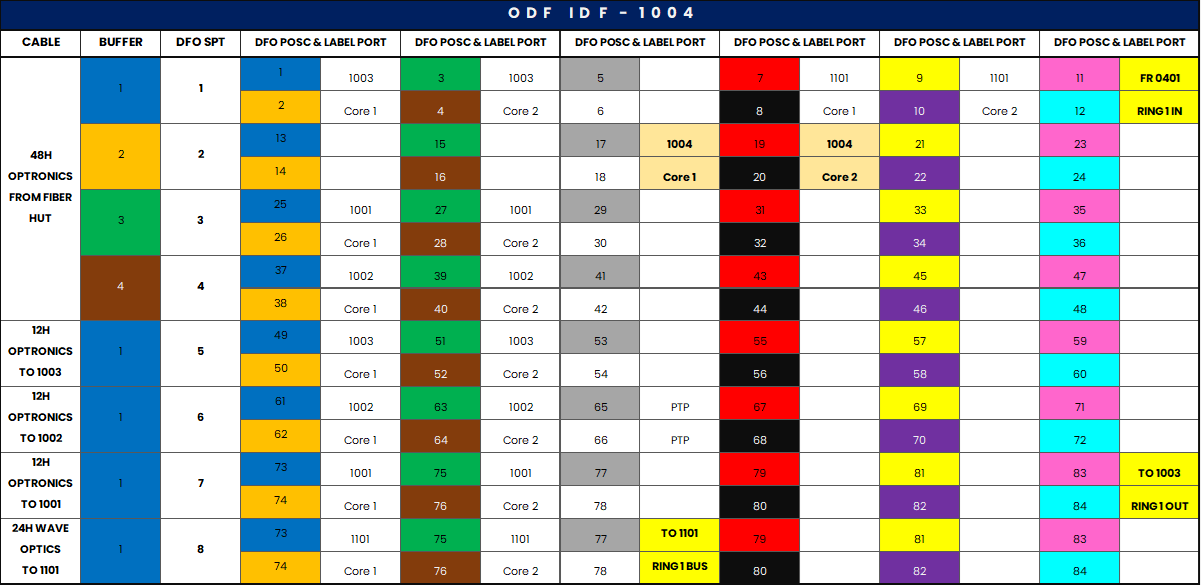 ODF IDF - 1004
CABLE BUFFER DFO SPT DFO POSC & LABEL PORT DFO POSC & LABEL PORT DFO POSC & LABEL PORT DFO POSC & LABEL PORT DFO POSC & LABEL PORT DFO POSC & LABEL PORT
48H OPTRONICS FROM FIBER HUT
1 1 1 1003 3 1003 5 7 1101 9 1101 11 FR 0401
2 Core 1 4 Core 2 6 8 Core 1 10 Core 2 12 RING 1 IN
2 2 13 15 17 1004 19 1004 21 23
14 16 18 Core 1 20 Core 2 22 24
3 3 25 1001 27 1001 29 31 33 35
26 Core 1 28 Core 2 30 32 34 36
4 4 37 1002 39 1002 41 43 45 47
38 Core 1 40 Core 2 42 44 46 48
12H OPTRONICS TO 1003
1 5 49 1003 51 1003 53 55 57 59
50 Core 1 52 Core 2 54 56 58 60
12H OPTRONICS TO 1002
1 6 61 1002 63 1002 65 PTP 67 69 71
62 Core 1 64 Core 2 66 PTP 68 70 72
12H OPTRONICS TO 1001
1 7 73 1001 75 1001 77 79 81 83 TO 1003
74 Core 1 76 Core 2 78 80 82 84 RING 1 OUT
24H WAVE OPTICS TO 1101
1 8 73 1101 75 1101 77 TO 1101 79 81 83
74 Core 1 76 Core 2 78 RING 1 BUS 80 82 84